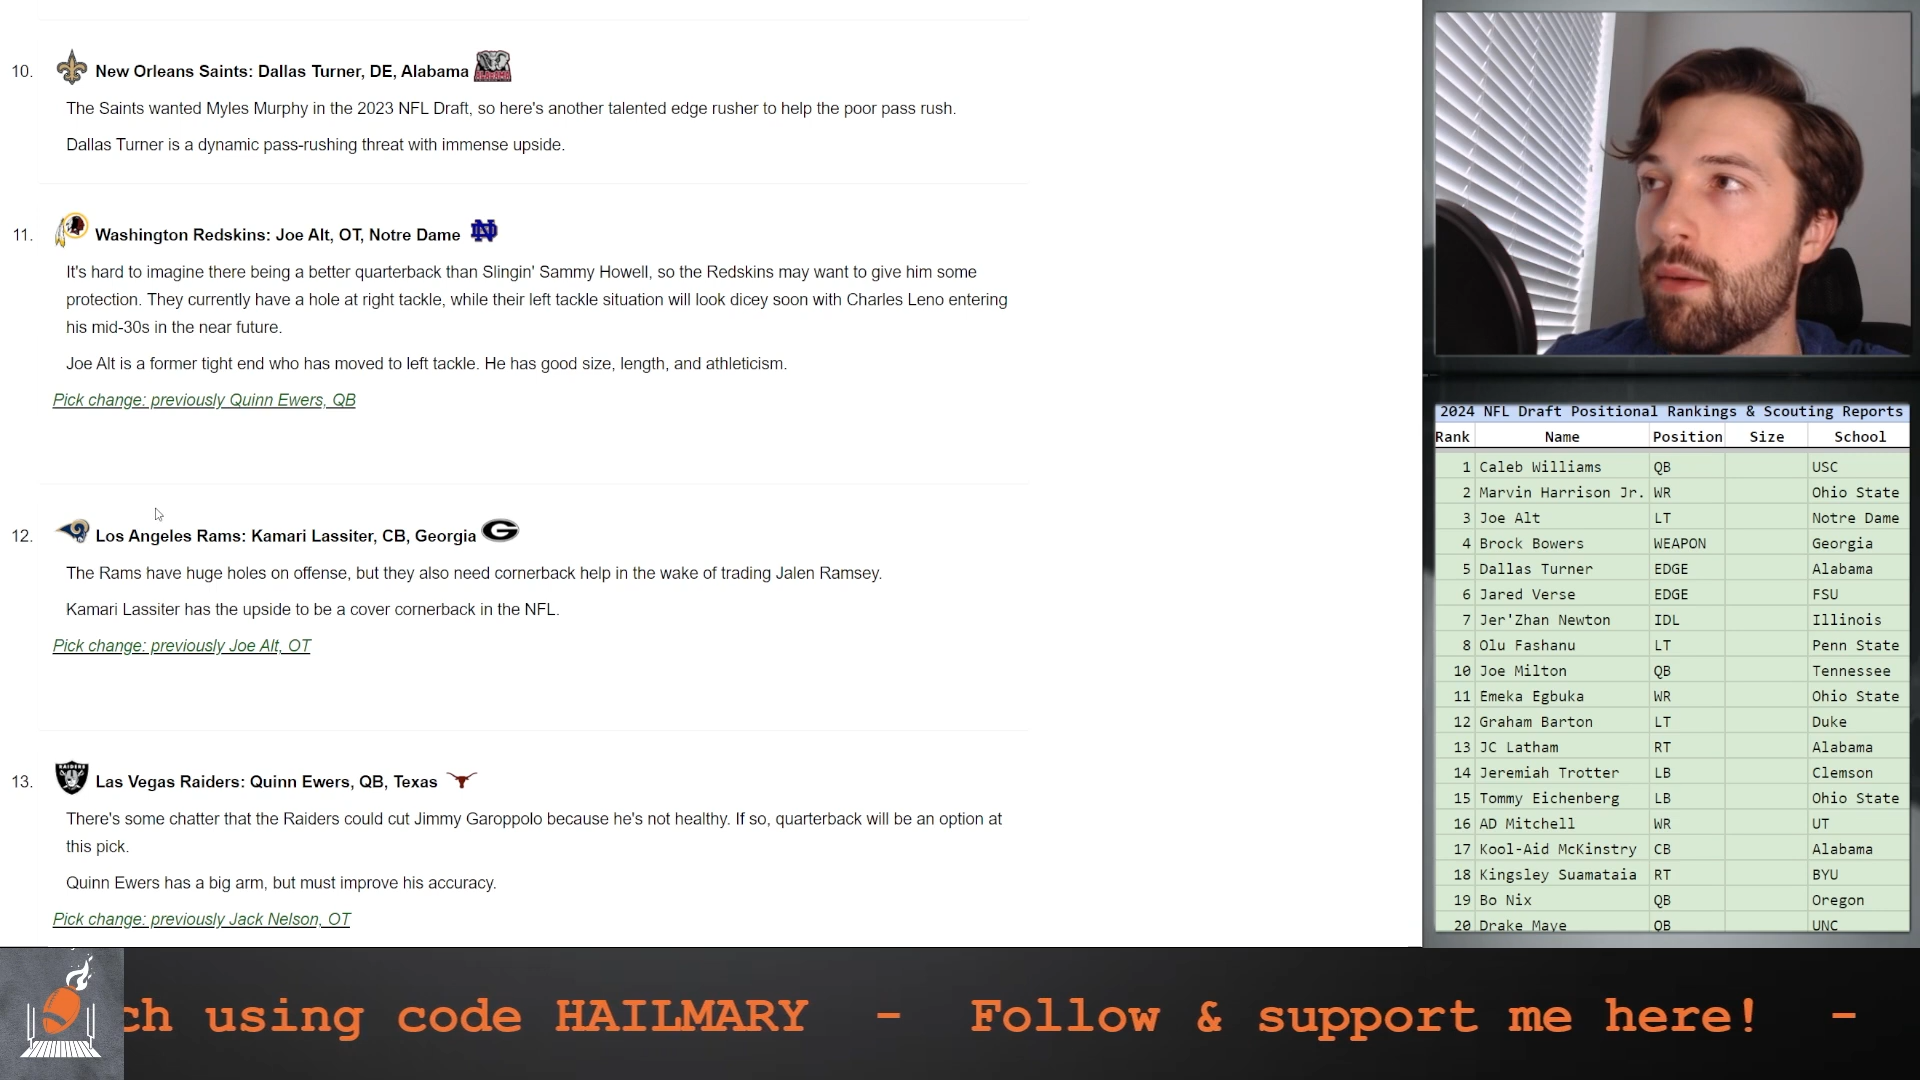 10. New Orleans Saints: Dallas Turner, DE, Alabama ALABAMA
The Saints wanted Myles Murphy in the 2023 NFL Draft, so here's another talented edge rusher to help the poor pass rush.
Dallas Turner is a dynamic pass-rushing threat with immense upside.
11. Washington Redskins: Joe Alt, OT, Notre Dame ND
It's hard to imagine there being a better quarterback than Slingin' Sammy Howell, so the Redskins may want to give him some
protection. They currently have a hole at right tackle, while their left tackle situation will look dicey soon with Charles Leno entering
his mid-30s in the near future.
Joe Alt is a former tight end who has moved to left tackle. He has good size, length, and athleticism.
Pick change: previously Quinn Ewers, QB
12. Los Angeles Rams: Kamari Lassiter, CB, Georgia G
The Rams have huge holes on offense, but they also need cornerback help in the wake of trading Jalen Ramsey.
Kamari Lassiter has the upside to be a cover cornerback in the NFL.
Pick change: previously Joe Alt, OT
RAIDERS
13. Las Vegas Raiders: Quinn Ewers, QB, Texas
There's some chatter that the Raiders could cut Jimmy Garoppolo because he's not healthy. If so, quarterback will be an option at
this pick.
Quinn Ewers has a big arm, but must improve his accuracy.
Pick change: previously Jack Nelson, OT
2024 NFL Draft Positional Rankings & Scouting Reports
Rank Name Position Size School
1 Caleb Williams QB USC
2 Marvin Harrison Jr. WR Ohio State
3 Joe Alt LT Notre Dame
4 Brock Bowers WEAPON Georgia
5 Dallas Turner EDGE Alabama
6 Jared Verse EDGE FSU
7 Jer'Zhan Newton IDL Illinois
8 Olu Fashanu LT Penn State
10 Joe Milton QB Tennessee
11 Emeka Egbuka WR Ohio State
12 Graham Barton LT Duke
13 JC Latham RT Alabama
14 Jeremiah Trotter LB Clemson
15 Tommy Eichenberg LB Ohio State
16 AD Mitchell WR UT
17 Kool-Aid McKinstry CB Alabama
18 Kingsley Suamataia RT BYU
19 Bo Nix QB Oregon
20 Drake Maye QB UNC
ch using code HAILMARY - Follow & support me here! -